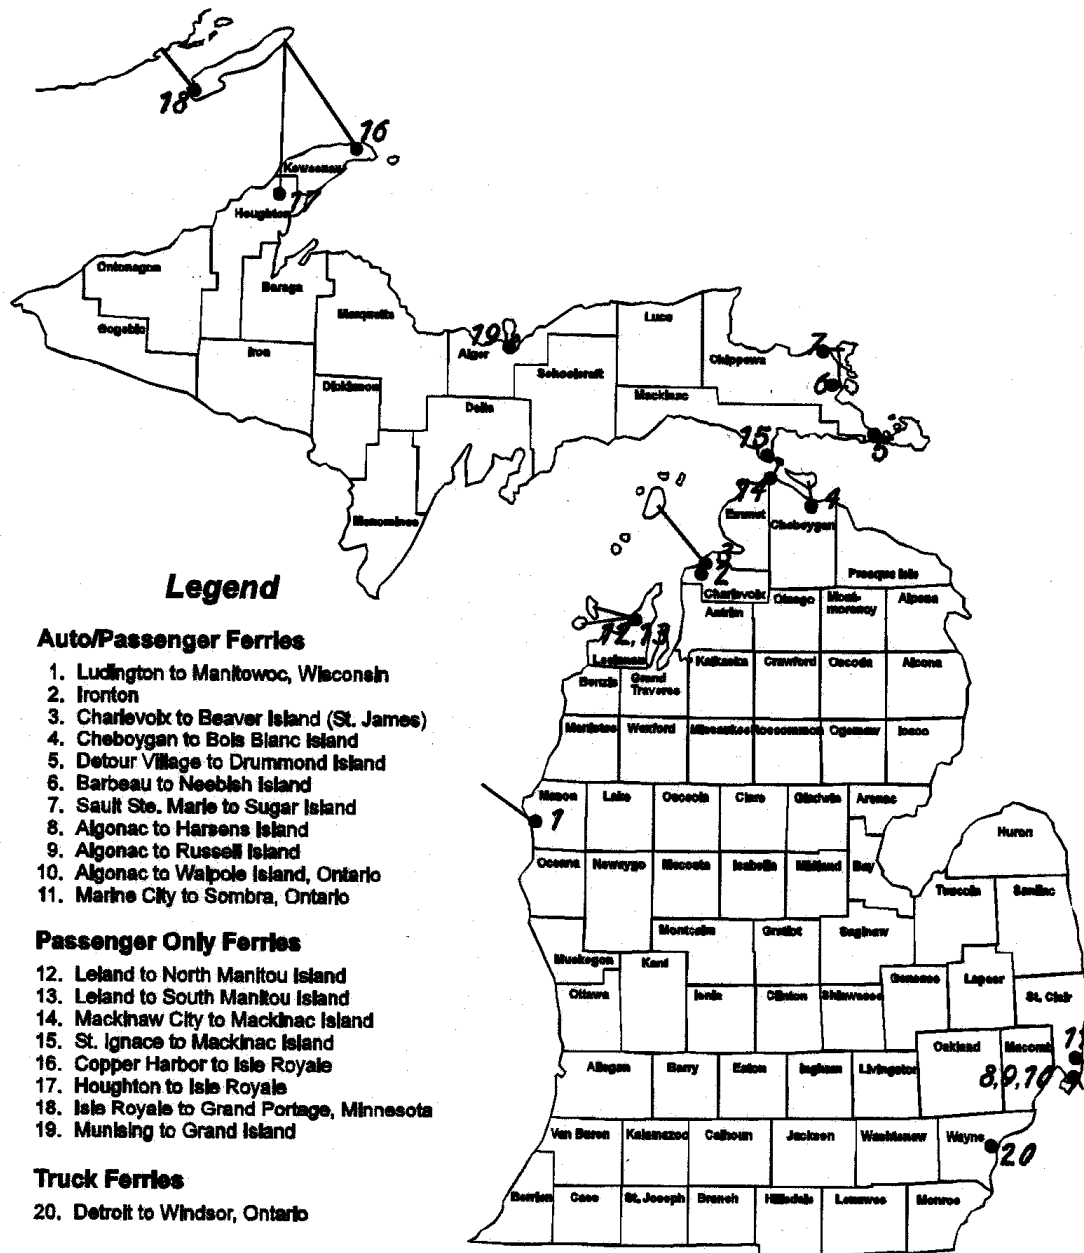 18
16
Keweenaw
17
Houghton
Ontonagon
Baraga
Gogebic
Marquette
Iron
19
Alger
Luce
7
Chippewa
Schoolcraft
6
Dickinson
Mackinac
Delta
15
5
14
4
Emmet
Cheboygan
Menominee
3
2
Presque Isle
Charlevoix
Antrim
Otsego
Mont-
morency
Alpena
12,13
Leelanau
Kalkaska
Crawford
Oscoda
Alcona
Benzie
Grand
Traverse
Manistee
Wexford
Missaukee
Roscommon
Ogemaw
Iosco
Mason
Lake
Osceola
Clare
Gladwin
Arenac
1
Huron
Oceana
Newaygo
Mecosta
Isabella
Midland
Bay
Tuscola
Sanilac
Montcalm
Gratiot
Saginaw
Muskegon
Kent
Genesee
Lapeer
Ottawa
Ionia
Clinton
Shiawassee
St. Clair
Oakland
Macomb
11
Allegan
Barry
Eaton
Ingham
Livingston
8,9,10
Van Buren
Kalamazoo
Calhoun
Jackson
Washtenaw
Wayne
20
Berrien
Cass
St. Joseph
Branch
Hillsdale
Lenawee
Monroe
Legend
Auto/Passenger Ferries
1. Ludington to Manitowoc, Wisconsin
2. Ironton
3. Charlevoix to Beaver Island (St. James)
4. Cheboygan to Bois Blanc Island
5. Detour Village to Drummond Island
6. Barbeau to Neebish Island
7. Sault Ste. Marie to Sugar Island
8. Algonac to Harsens Island
9. Algonac to Russell Island
10. Algonac to Walpole Island, Ontario
11. Marine City to Sombra, Ontario
Passenger Only Ferries
12. Leland to North Manitou Island
13. Leland to South Manitou Island
14. Mackinaw City to Mackinac Island
15. St. Ignace to Mackinac Island
16. Copper Harbor to Isle Royale
17. Houghton to Isle Royale
18. Isle Royale to Grand Portage, Minnesota
19. Munising to Grand Island
Truck Ferries
20. Detroit to Windsor, Ontario